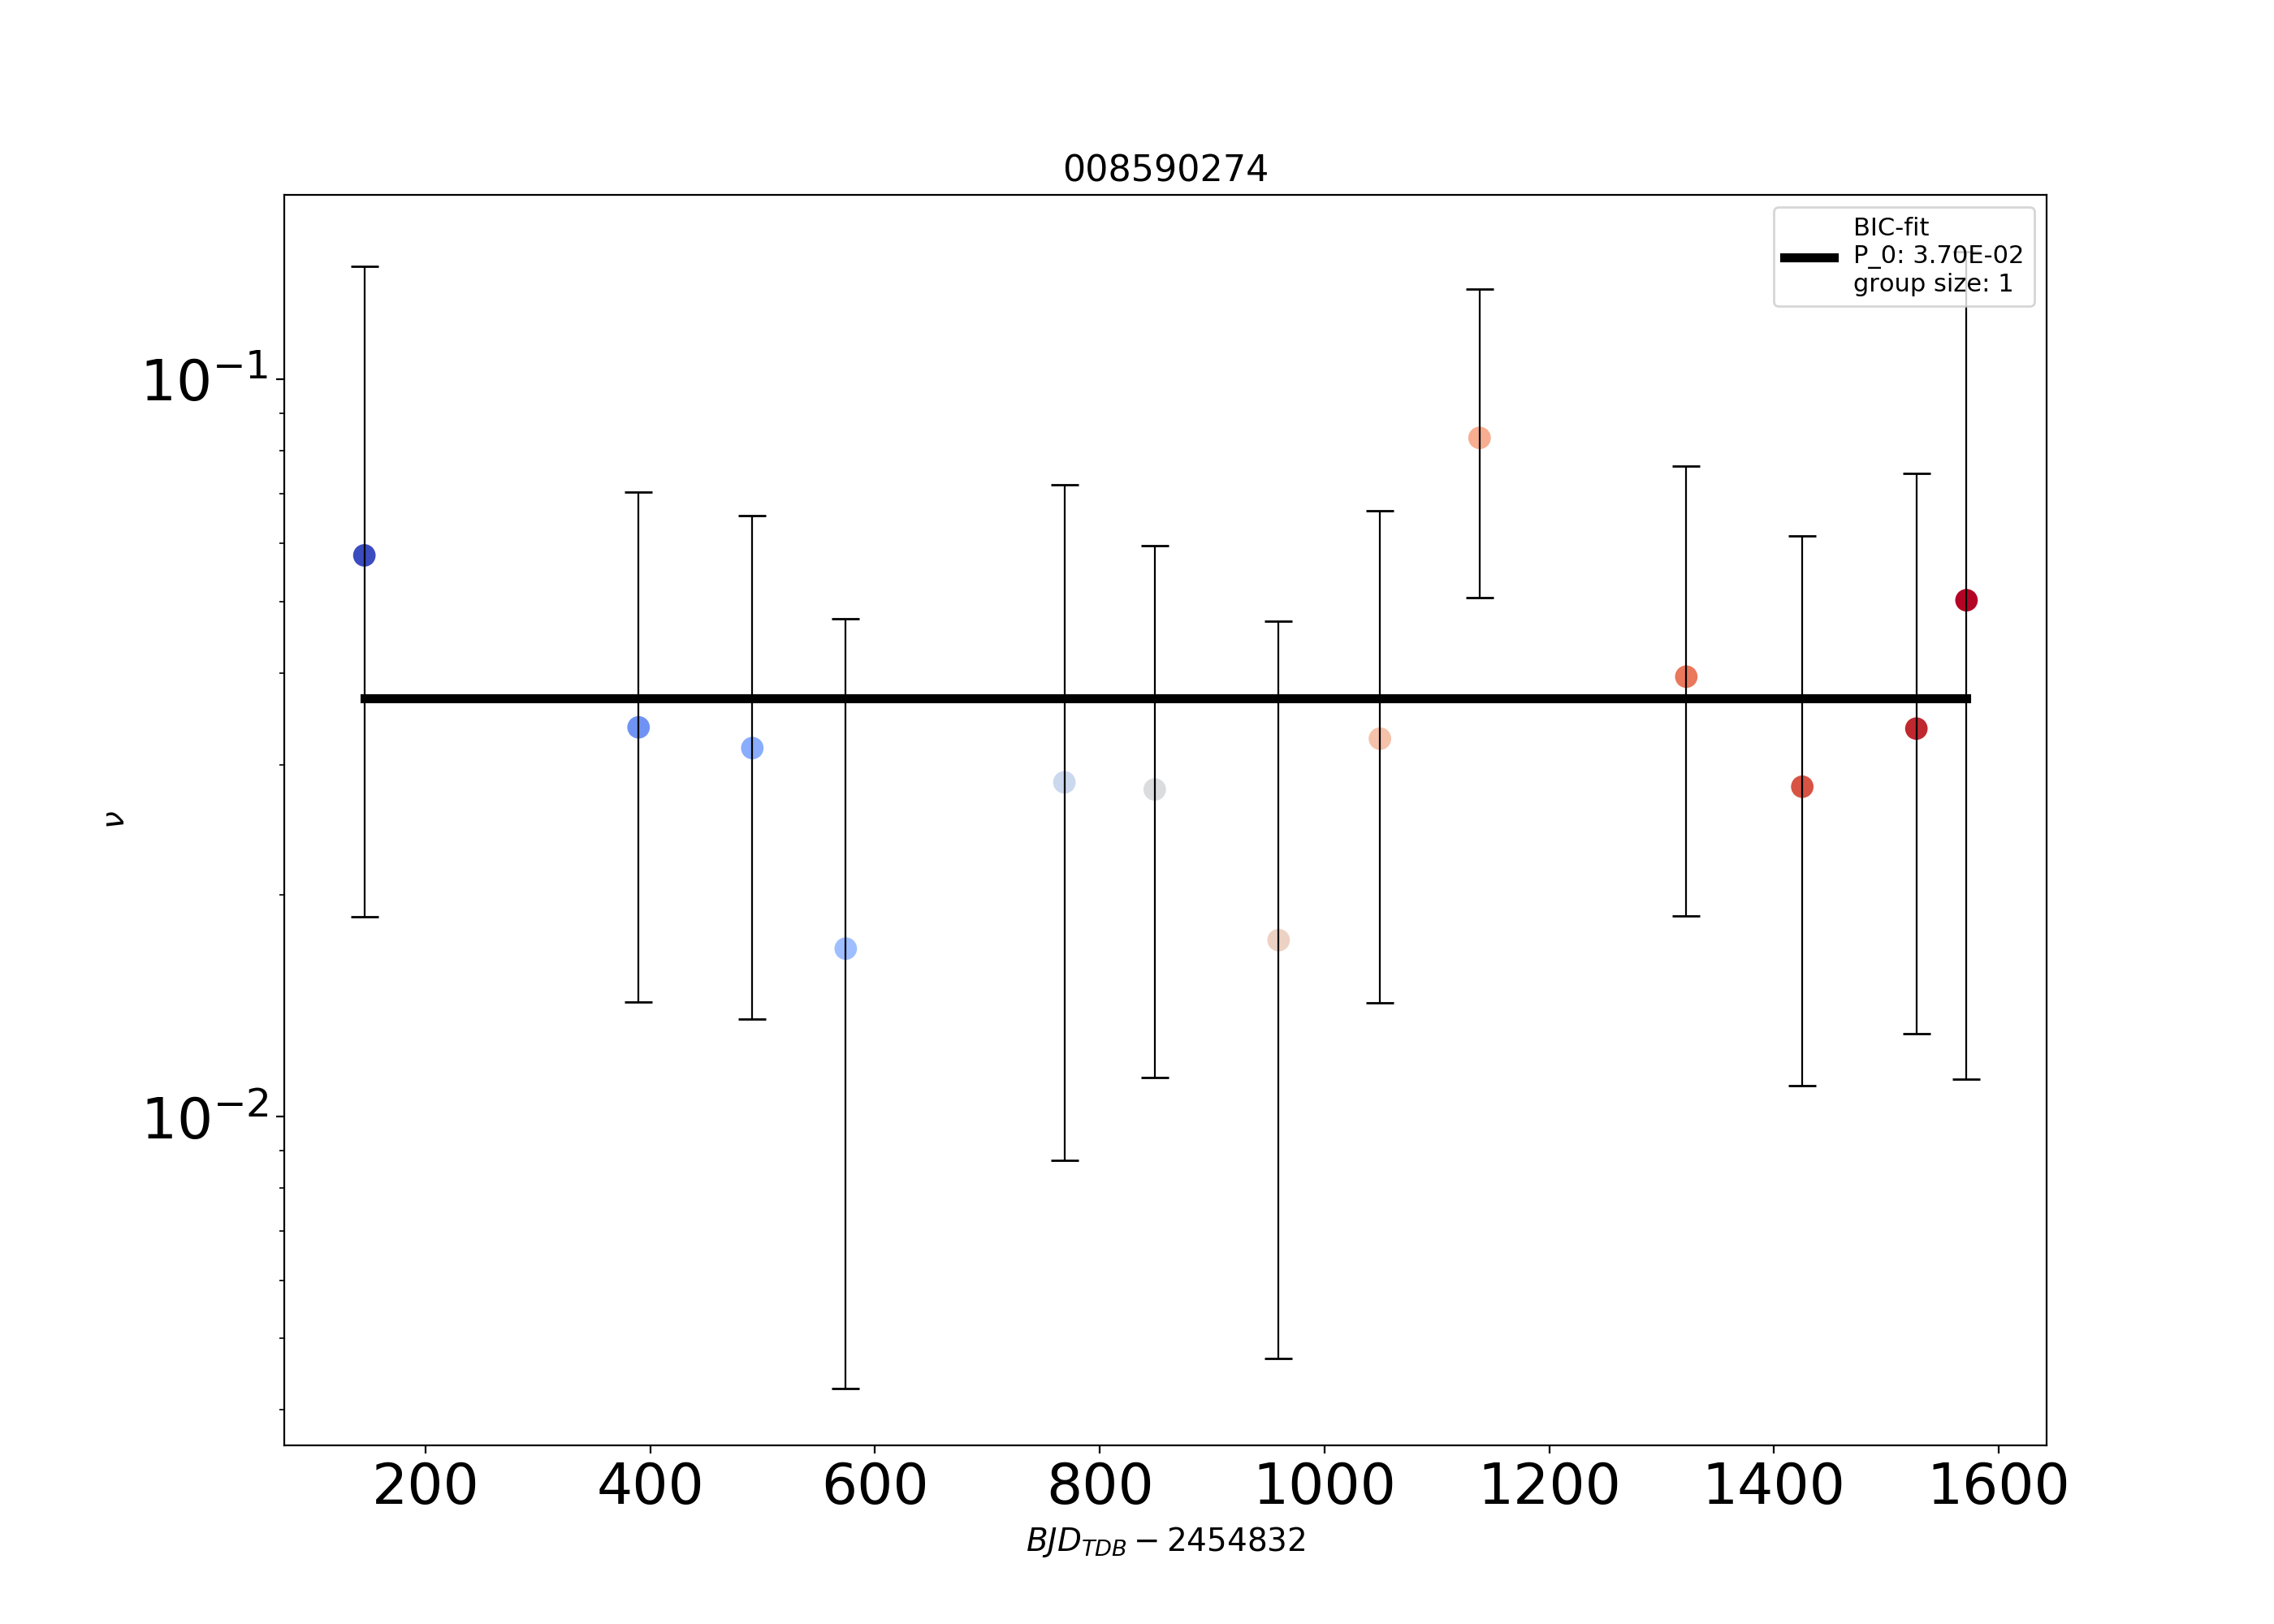 008590274
BIC-fit
P_0: 3.70E-02
group size: 1
10⁻¹
10⁻²
ν
200 400 600 800 1000 1200 1400 1600
BJD_TDB − 2454832